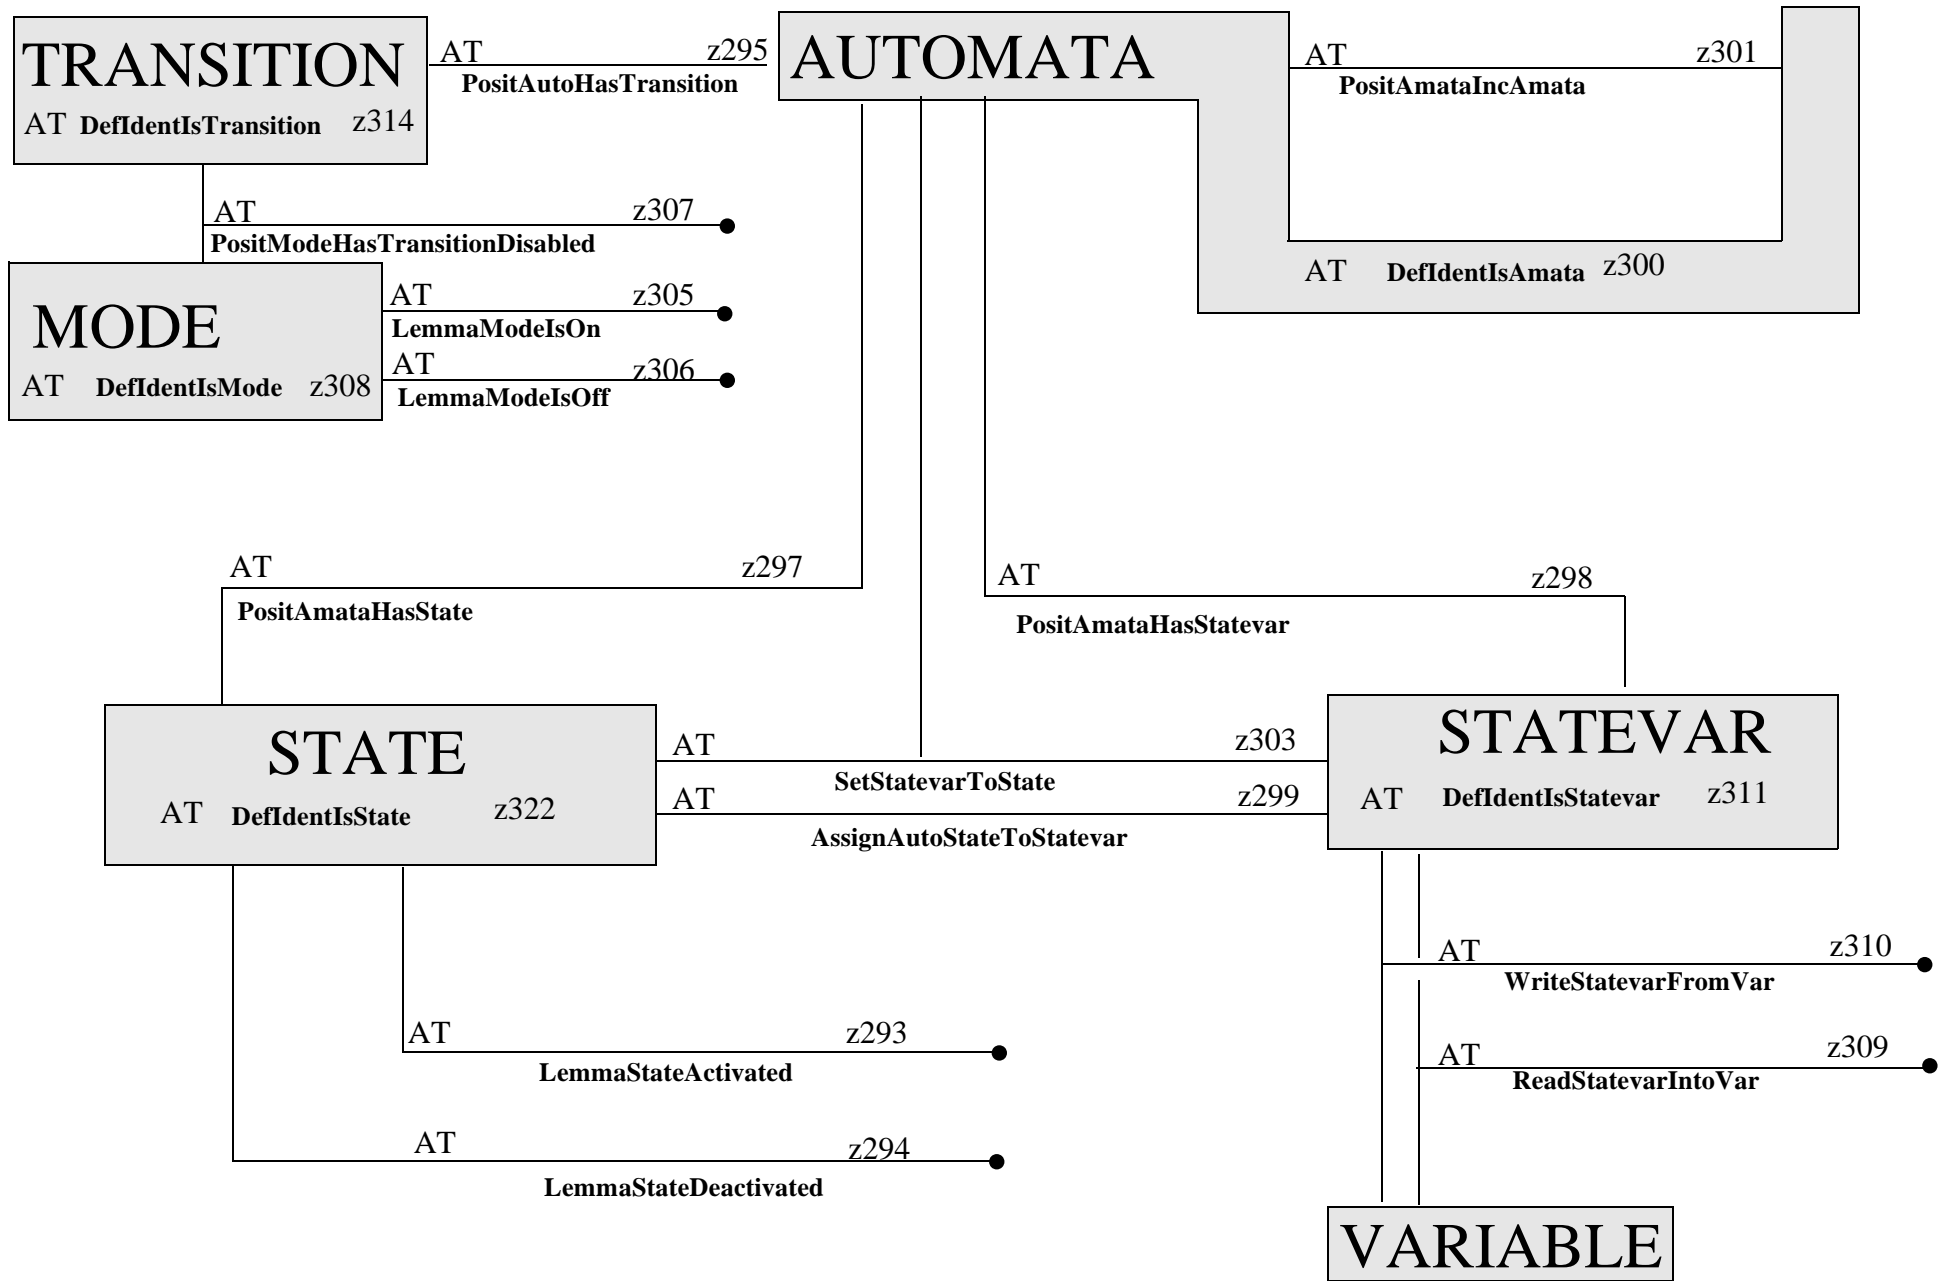 TRANSITION
AT DefIdentIsTransition z314
AT z295
PositAutoHasTransition
AUTOMATA
AT z301
PositAmataIncAmata
AT DefIdentIsAmata z300
AT z307
PositModeHasTransitionDisabled
MODE
AT DefIdentIsMode z308
AT z305
LemmaModeIsOn
AT z306
LemmaModeIsOff
AT z297
PositAmataHasState
AT z298
PositAmataHasStatevar
STATE
AT DefIdentIsState z322
AT z303
SetStatevarToState
AT z299
AssignAutoStateToStatevar
STATEVAR
AT DefIdentIsStatevar z311
AT z310
WriteStatevarFromVar
AT z309
ReadStatevarIntoVar
AT z293
LemmaStateActivated
AT z294
LemmaStateDeactivated
VARIABLE